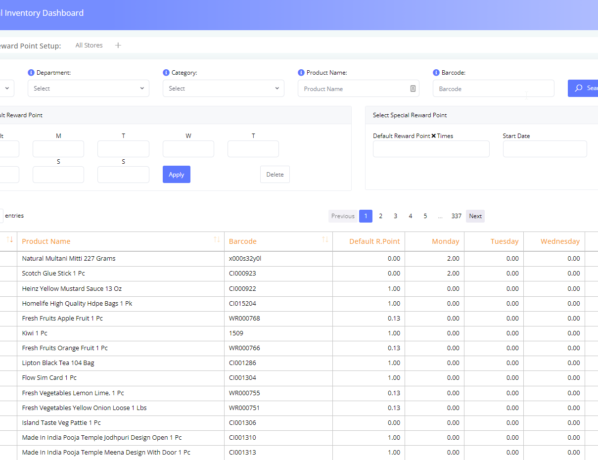 l Inventory Dashboard
eward Point Setup: All Stores +
Department: Category: Product Name: Barcode:
Select Select Product Name Barcode Sea
ult Reward Point Select Special Reward Point
M T W T Default Reward Point ✖ Times Start Date
S S Apply Delete
entries Previous 1 2 3 4 5 ... 337 Next
Product Name Barcode Default R.Point Monday Tuesday Wednesday
Natural Multani Mitti 227 Grams x000s32y0l 0.00 2.00 0.00 0.00
Scotch Glue Stick 1 Pc CI000923 0.00 2.00 0.00 0.00
Heinz Yellow Mustard Sauce 13 Oz CI000922 1.00 0.00 0.00 0.00
Homelife High Quality Hdpe Bags 1 Pk CI015204 1.00 0.00 0.00 0.00
Fresh Fruits Apple Fruit 1 Pc WR000768 0.13 0.00 0.00 0.00
Kiwi 1 Pc 1509 1.00 0.00 0.00 0.00
Fresh Fruits Orange Fruit 1 Pc WR000766 0.13 0.00 0.00 0.00
Lipton Black Tea 104 Bag CI001286 1.00 0.00 0.00 0.00
Flow Sim Card 1 Pc CI001304 1.00 0.00 0.00 0.00
Fresh Vegetables Lemon Lime. 1 Pc WR000755 0.13 0.00 0.00 0.00
Fresh Vegetables Yellow Onion Loose 1 Lbs WR000751 0.13 0.00 0.00 0.00
Island Taste Veg Pattie 1 Pc CI001306 0.00 0.00 0.00 0.00
Made In India Pooja Temple Jodhpuri Design Open 1 Pc CI001310 1.00 0.00 0.00 0.00
Made In India Pooja Temple Meena Design With Door 1 Pc CI001313 1.00 0.00 0.00 0.00